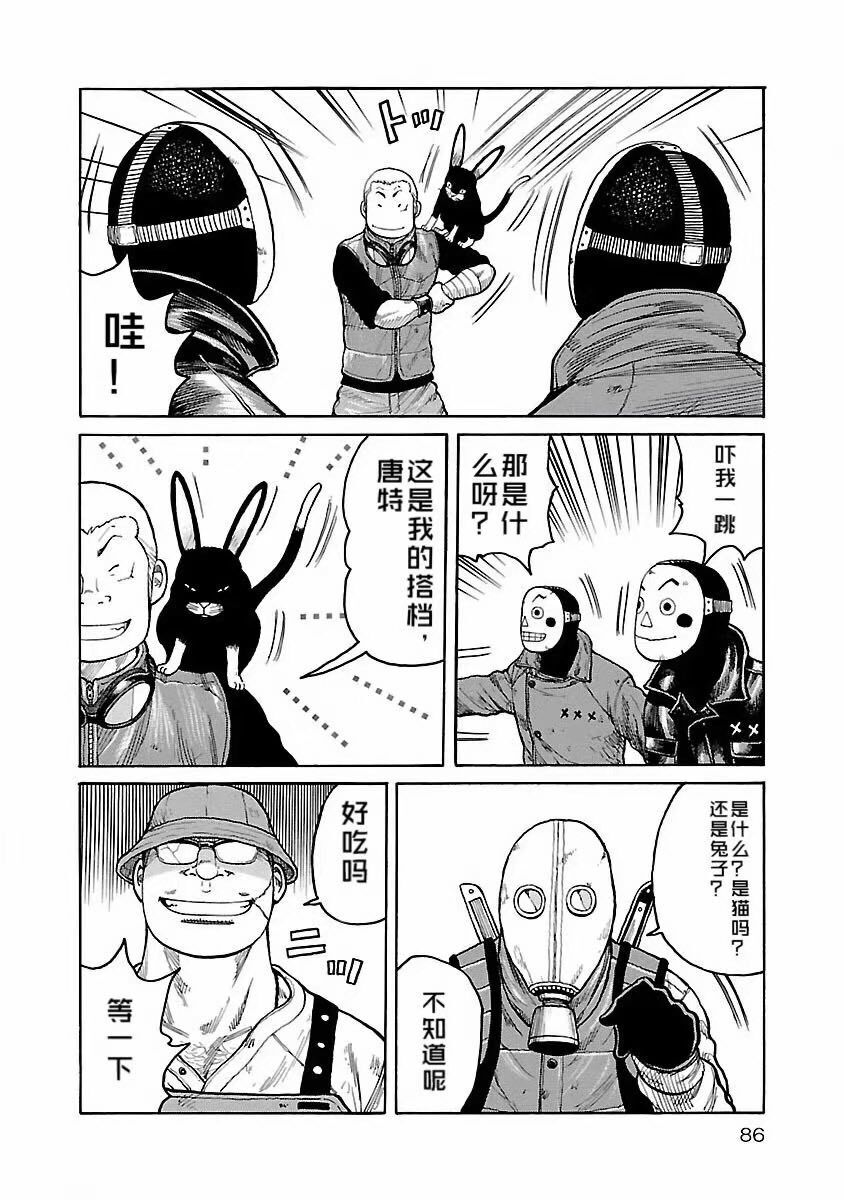 トッッッ
哇！
吓我一跳
那是什
么呀？
这是我的搭档，
唐特
是什么？是猫吗？
还是兔子？
不知道呢
好吃吗
ニッ
等一下
86